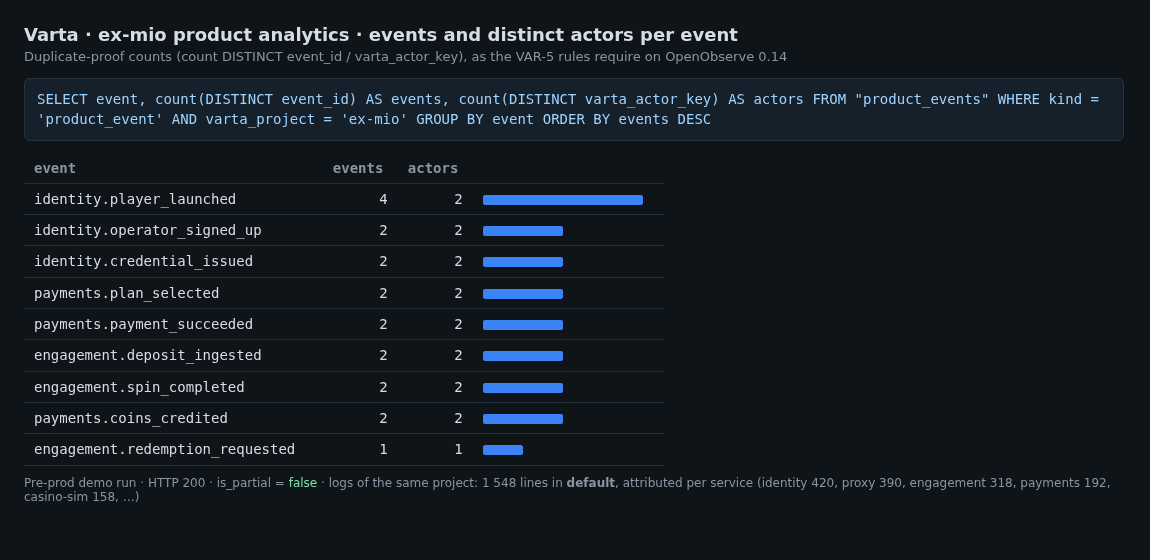 Varta · ex-mio product analytics · events and distinct actors per event
Duplicate-proof counts (count DISTINCT event_id / varta_actor_key), as the VAR-5 rules require on OpenObserve 0.14
SELECT event, count(DISTINCT event_id) AS events, count(DISTINCT varta_actor_key) AS actors FROM "product_events" WHERE kind =
'product_event' AND varta_project = 'ex-mio' GROUP BY event ORDER BY events DESC
event events actors
identity.player_launched 4 2
identity.operator_signed_up 2 2
identity.credential_issued 2 2
payments.plan_selected 2 2
payments.payment_succeeded 2 2
engagement.deposit_ingested 2 2
engagement.spin_completed 2 2
payments.coins_credited 2 2
engagement.redemption_requested 1 1
Pre-prod demo run · HTTP 200 · is_partial = false · logs of the same project: 1 548 lines in default, attributed per service (identity 420, proxy 390, engagement 318, payments 192,
casino-sim 158, …)